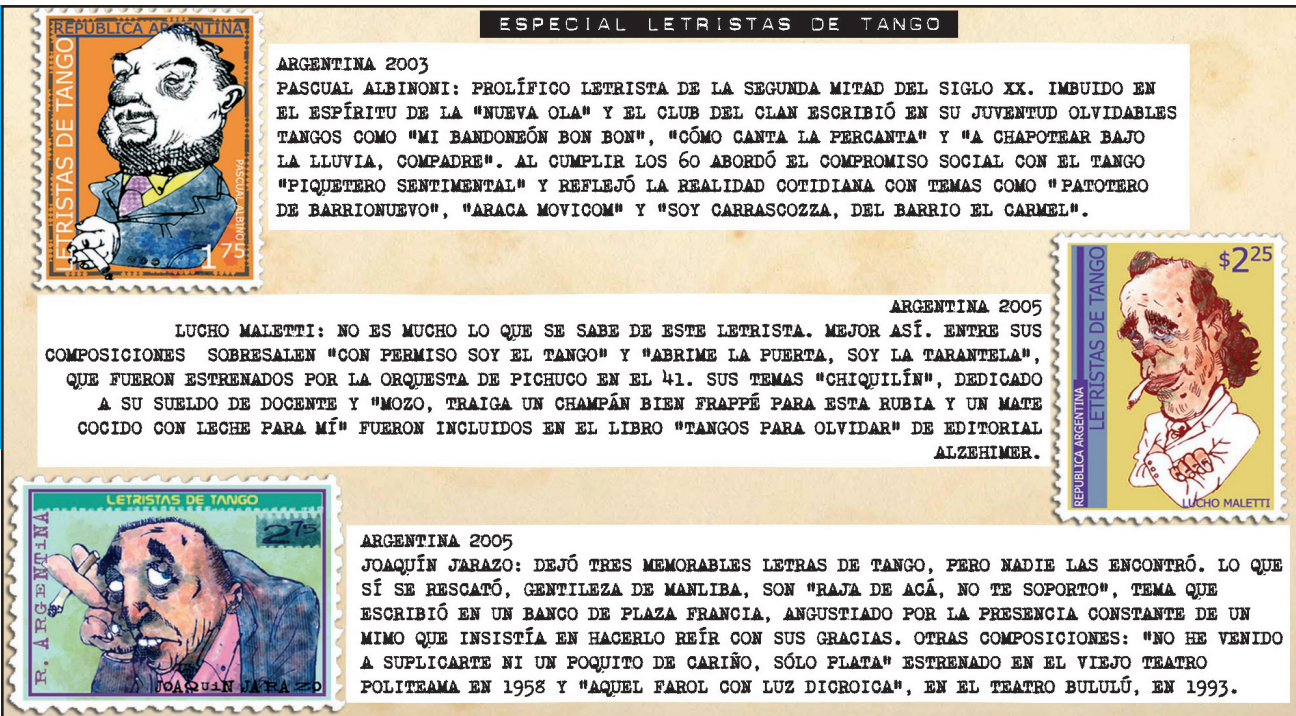 ESPECIAL LETRISTAS DE TANGO
REPÚBLICA ARGENTINA
LETRISTAS DE TANGO
PASCUAL ALBINO
1 75
ARGENTINA 2003
PASCUAL ALBINONI: PROLÍFICO LETRISTA DE LA SEGUNDA MITAD DEL SIGLO XX. IMBUIDO EN
EL ESPÍRITU DE LA "NUEVA OLA" Y EL CLUB DEL CLAN ESCRIBIÓ EN SU JUVENTUD OLVIDABLES
TANGOS COMO "MI BANDONEÓN BON BON", "CÓMO CANTA LA PERCANTA" Y "A CHAPOTEAR BAJO
LA LLUVIA, COMPADRE". AL CUMPLIR LOS 60 ABORDÓ EL COMPROMISO SOCIAL CON EL TANGO
"PIQUETERO SENTIMENTAL" Y REFLEJÓ LA REALIDAD COTIDIANA CON TEMAS COMO "PATOTERO
DE BARRIONUEVO", "ARACA MOVICOM" Y "SOY CARRASCOZZA, DEL BARRIO EL CARMEL".
ARGENTINA 2005
LUCHO MALETTI: NO ES MUCHO LO QUE SE SABE DE ESTE LETRISTA. MEJOR ASÍ. ENTRE SUS
COMPOSICIONES SOBRESALEN "CON PERMISO SOY EL TANGO" Y "ABRIME LA PUERTA, SOY LA TARANTELA",
QUE FUERON ESTRENADOS POR LA ORQUESTA DE PICHUCO EN EL 41. SUS TEMAS "CHIQUILÍN", DEDICADO
A SU SUELDO DE DOCENTE Y "MOZO, TRAIGA UN CHAMPÁN BIEN FRAPPÉ PARA ESTA RUBIA Y UN MATE
COCIDO CON LECHE PARA MÍ" FUERON INCLUIDOS EN EL LIBRO "TANGOS PARA OLVIDAR" DE EDITORIAL
ALZEHIMER.
$2 25
LETRISTAS DE TANGO
REPUBLICA ARGENTINA
LUCHO MALETTI
LETRISTAS DE TANGO
2 75
R. ARGENTINA
JOAQUIN JARAZO
ARGENTINA 2005
JOAQUÍN JARAZO: DEJÓ TRES MEMORABLES LETRAS DE TANGO, PERO NADIE LAS ENCONTRÓ. LO QUE
SÍ SE RESCATÓ, GENTILEZA DE MANLIBA, SON "RAJA DE ACÁ, NO TE SOPORTO", TEMA QUE
ESCRIBIÓ EN UN BANCO DE PLAZA FRANCIA, ANGUSTIADO POR LA PRESENCIA CONSTANTE DE UN
MIMO QUE INSISTÍA EN HACERLO REÍR CON SUS GRACIAS. OTRAS COMPOSICIONES: "NO HE VENIDO
A SUPLICARTE NI UN POQUITO DE CARIÑO, SÓLO PLATA" ESTRENADO EN EL VIEJO TEATRO
POLITEAMA EN 1958 Y "AQUEL FAROL CON LUZ DICROICA", EN EL TEATRO BULULÚ, EN 1993.